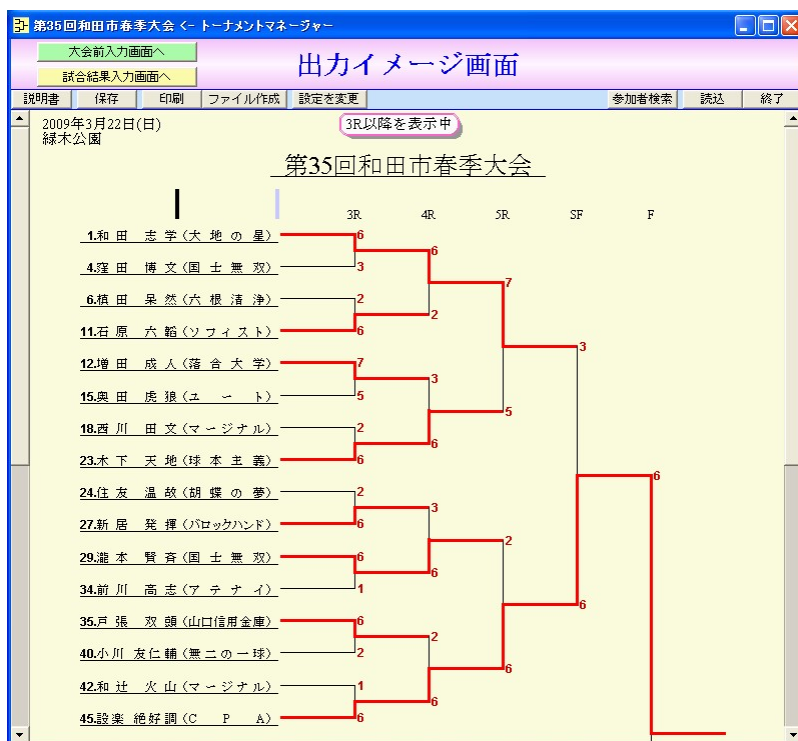 第35回和田市春季大会 <- トーナメントマネージャー
大会前入力画面へ
試合結果入力画面へ
出力イメージ画面
説明書 保存 印刷 ファイル作成 設定を変更 参加者検索 読込 終了
2009年3月22日(日)
緑木公園
3R以降を表示中
第35回和田市春季大会
3R 4R 5R SF F
1.和田 志学(大地の星) 6
6
4.窪田 博文(国士無双) 3
7
6.槙田 呆然(六根清浄) 2
2
11.石原 六韜(ソフィスト) 6
3
12.増田 成人(落合大学) 7
3
15.奥田 虎狼(ユート) 5
5
18.西川 田文(マージナル) 2
6
23.木下 天地(球本主義) 6
6
24.住友 温故(胡蝶の夢) 2
3
27.新居 発揮(バロックハンド) 6
2
29.瀧本 賢斉(国士無双) 6
6
34.前川 高志(アテナイ) 1
6
35.戸張 双頭(山口信用金庫) 6
2
40.小川 友仁輔(無二の一球) 2
6
42.和辻 火山(マージナル) 1
6
45.設楽 絶好調(CPA) 6